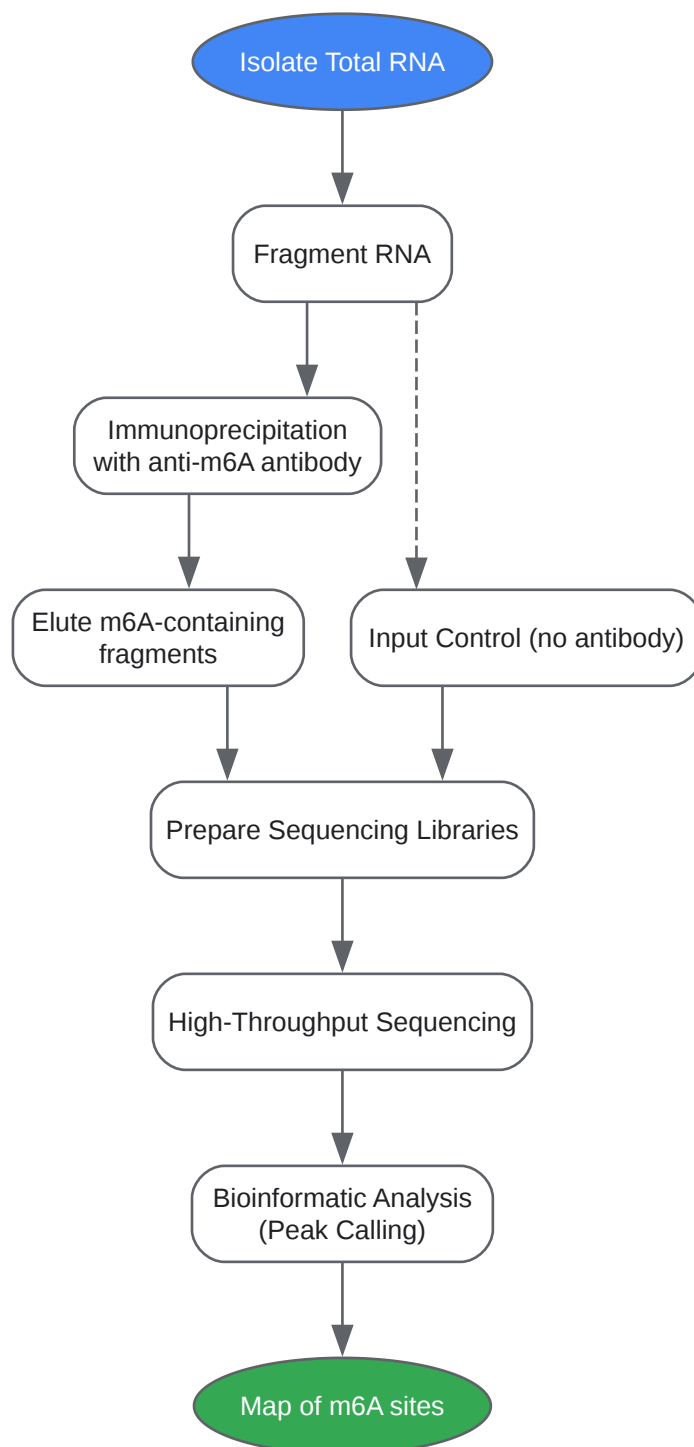 Isolate Total RNA
Fragment RNA
Immunoprecipitation
with anti-m6A antibody
Elute m6A-containing
fragments
Input Control (no antibody)
Prepare Sequencing Libraries
High-Throughput Sequencing
Bioinformatic Analysis
(Peak Calling)
Map of m6A sites